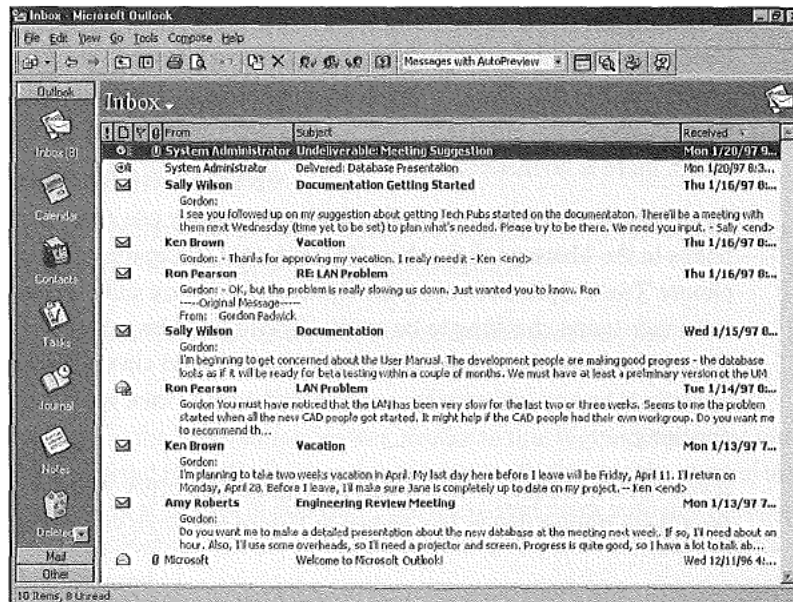 Inbox - Microsoft Outlook
File Edit View Go Tools Compose Help
Messages with AutoPreview
Outlook
Inbox
Inbox (8)
Calendar
Contacts
Tasks
Journal
Notes
Deleted
Mail
Other
From Subject Received
System Administrator Undeliverable: Meeting Suggestion Mon 1/20/97 9...
System Administrator Delivered: Database Presentation Mon 1/20/97 8:3...
Sally Wilson Documentation Getting Started Thu 1/16/97 8:...
Gordon:
I see you followed up on my suggestion about getting Tech Pubs started on the documentaton. There'll be a meeting with
them next Wednesday (time yet to be set) to plan what's needed. Please try to be there. We need you input. - Sally <end>
Ken Brown Vacation Thu 1/16/97 8:...
Gordon: - Thanks for approving my vacation. I really need it - Ken <end>
Ron Pearson RE: LAN Problem Thu 1/16/97 8:...
Gordon: - OK, but the problem is really slowing us down. Just wanted you to know. Ron
-----Original Message-----
From: Gordon Padwick
Sally Wilson Documentation Wed 1/15/97 8...
Gordon:
I'm beginning to get concerned about the User Manual. The development people are making good progress - the database
looks as if it will be ready for beta testing within a couple of months. We must have at least a preliminary version of the UM
Ron Pearson LAN Problem Tue 1/14/97 8:...
Gordon You must have noticed that the LAN has been very slow for the last two or three weeks. Seems to me the problem
started when all the new CAD people got started. It might help if the CAD people had their own workgroup. Do you want me
to recommend th...
Ken Brown Vacation Mon 1/13/97 7...
Gordon:
I'm planning to take two weeks vacation in April. My last day here before I leave will be Friday, April 11. I'll return on
Monday, April 28. Before I leave, I'll make sure Jane is completely up to date on my project. -- Ken <end>
Amy Roberts Engineering Review Meeting Mon 1/13/97 7...
Gordon:
Do you want me to make a detailed presentation about the new database at the meeting next week. If so, I'll need about an
hour. Also, I'll use some overheads, so I'll need a projector and screen. Progress is quite good, so I have a lot to talk ab...
Microsoft Welcome to Microsoft Outlook! Wed 12/11/96 4:...
10 Items, 8 Unread